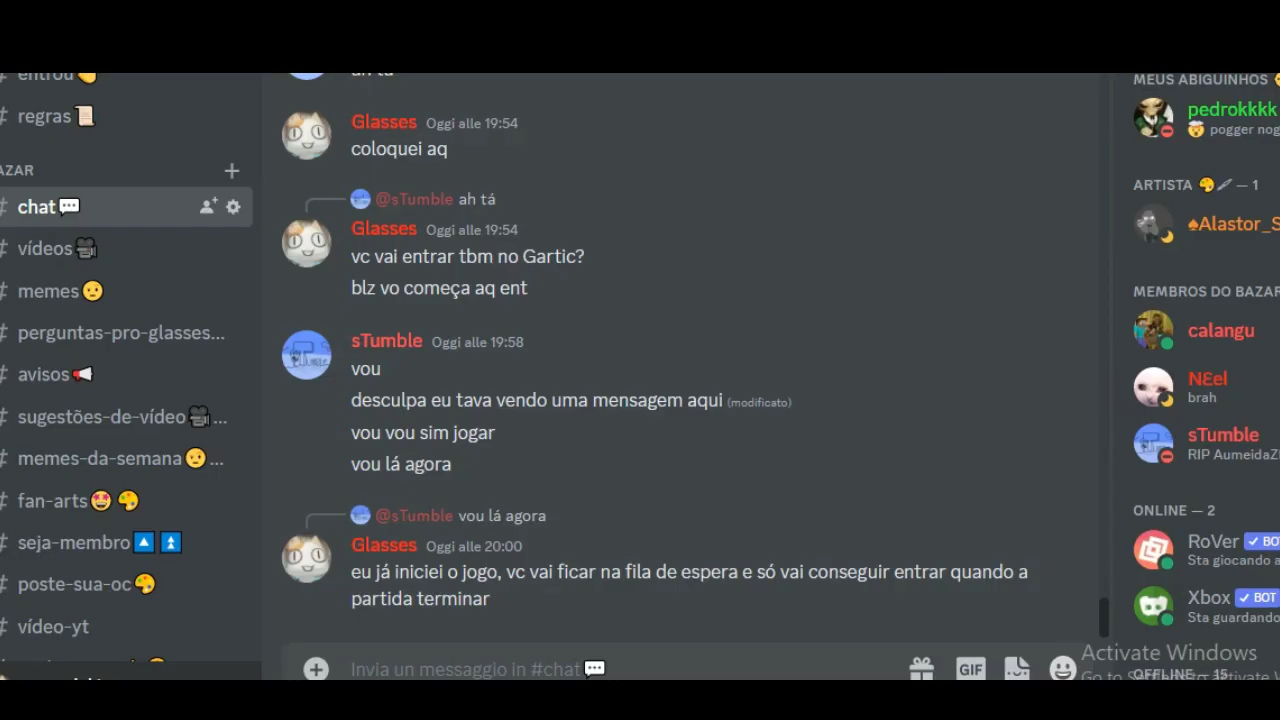 # entrou
# regras
AZAR
# chat
# vídeos
# memes
# perguntas-pro-glasses...
# avisos
# sugestões-de-vídeo...
# memes-da-semana...
# fan-arts
# seja-membro
# poste-sua-oc
# vídeo-yt
ah tá
Glasses Oggi alle 19:54
coloquei aq
@sTumble ah tá
Glasses Oggi alle 19:54
vc vai entrar tbm no Gartic?
blz vo começa aq ent
sTumble Oggi alle 19:58
vou
desculpa eu tava vendo uma mensagem aqui (modificato)
vou vou sim jogar
vou lá agora
@sTumble vou lá agora
Glasses Oggi alle 20:00
eu já iniciei o jogo, vc vai ficar na fila de espera e só vai conseguir entrar quando a
partida terminar
Invia un messaggio in #chat
GIF
MEUS ABIGUINHOS
pedrokkkk
pogger nog
ARTISTA — 1
♠Alastor_S
MEMBROS DO BAZAR
calangu
NƐel
brah
sTumble
RIP AumeidaZ
ONLINE — 2
RoVer ✓ BO
Sta giocando a
Xbox ✓ BOT
Sta guardando
Activate Windows
OFFLINE — 15